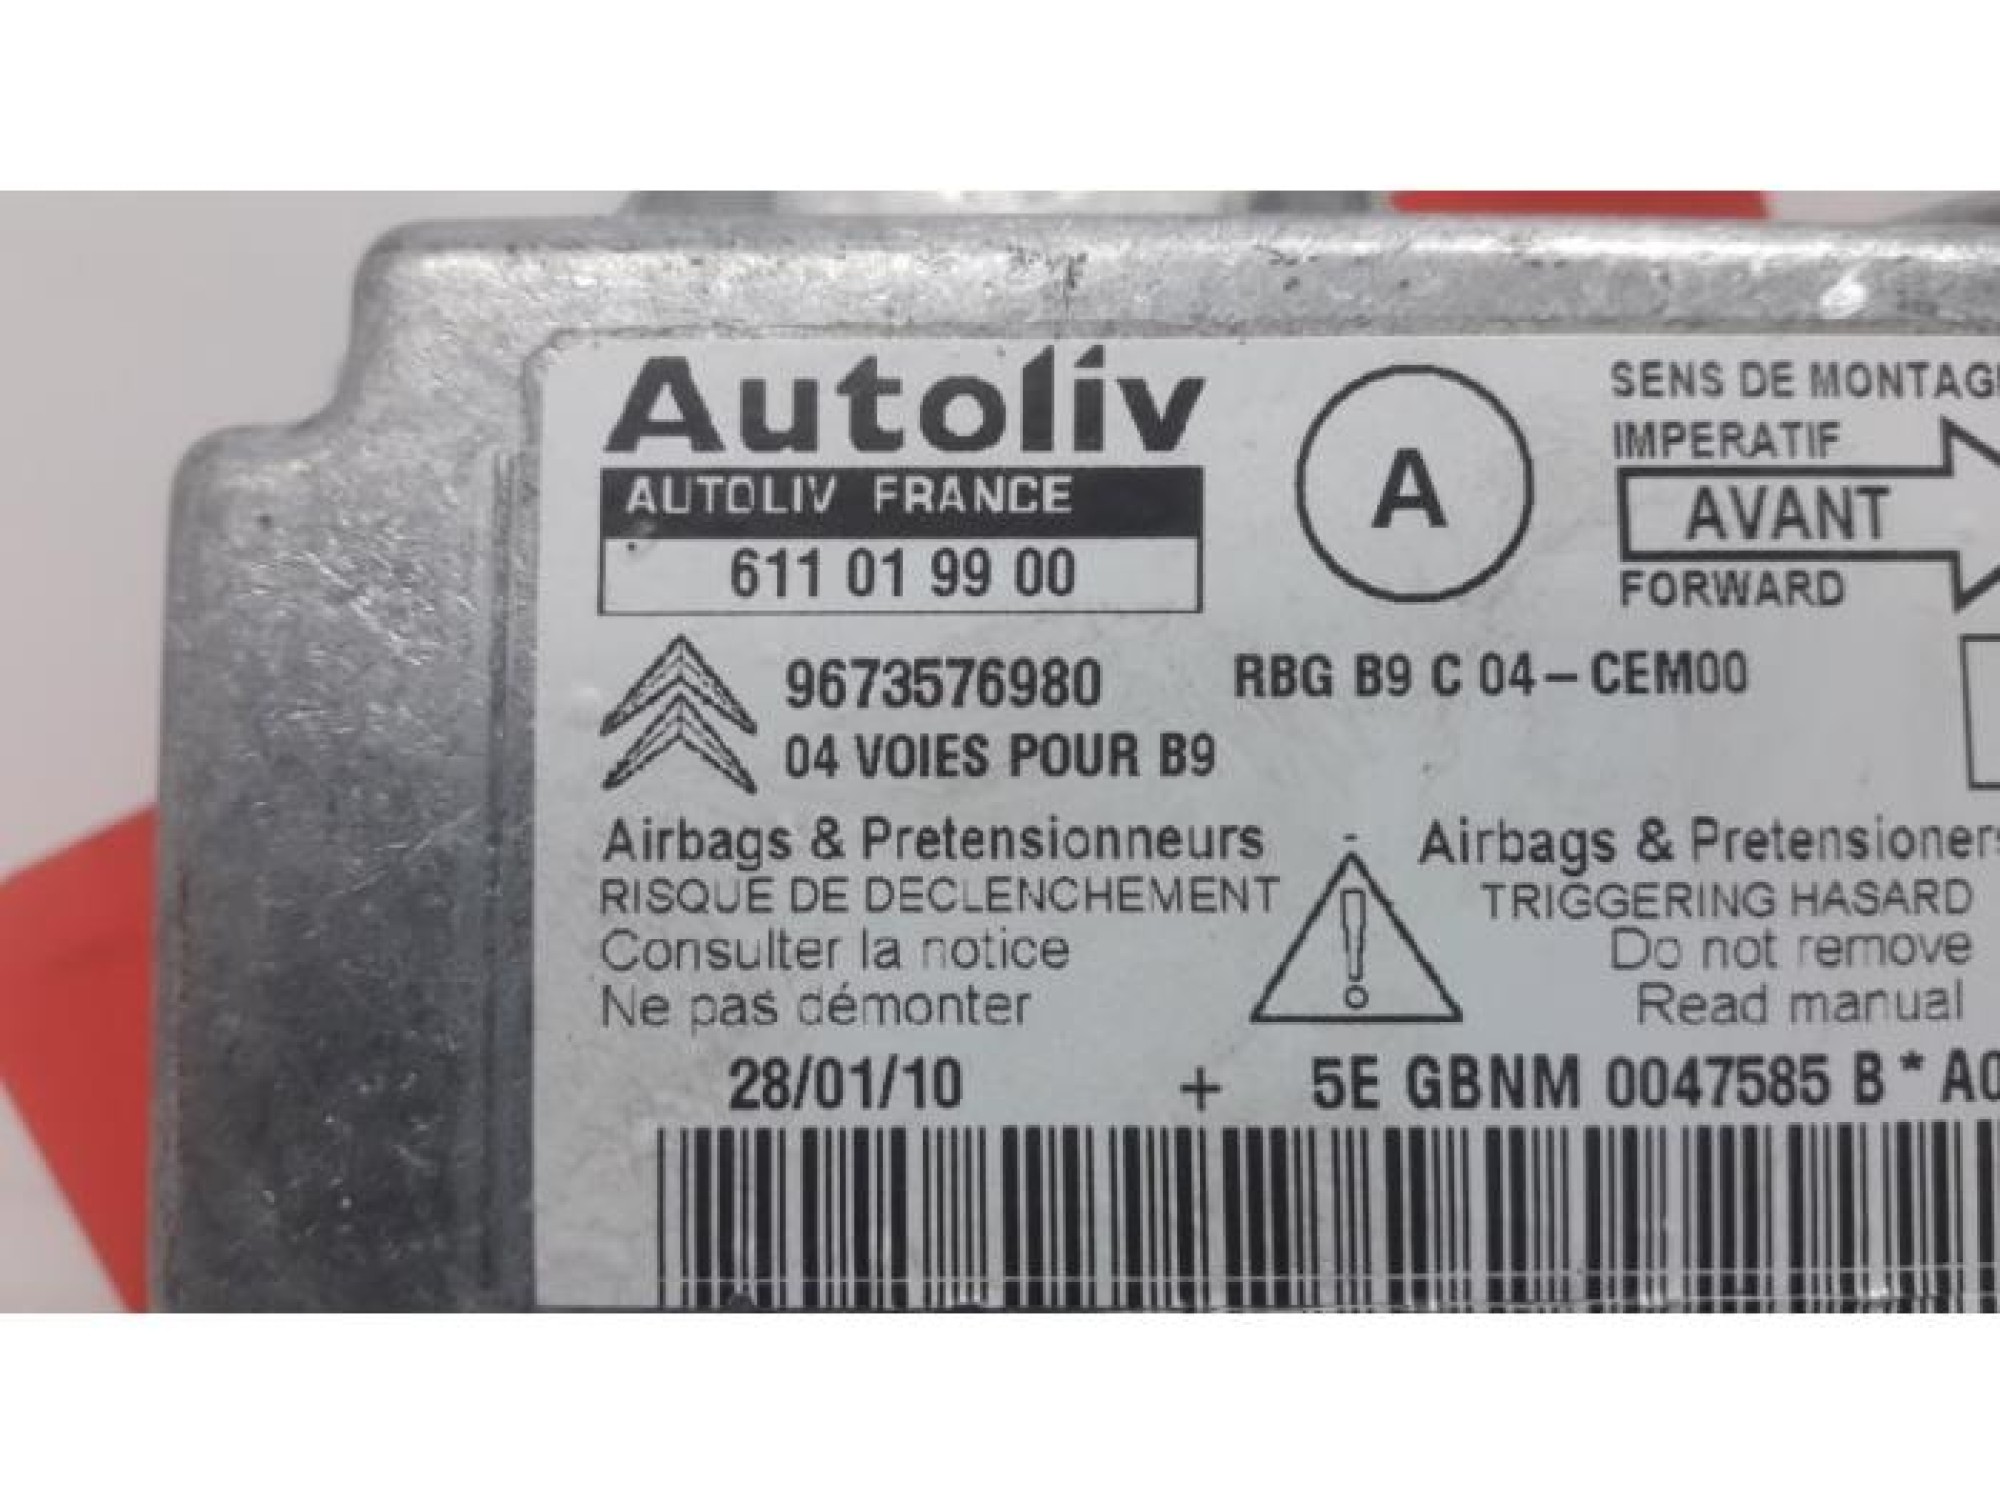 Autoliv
AUTOLIV FRANCE
611 01 99 00
A
SENS DE MONTAG
IMPERATIF
AVANT
FORWARD
9673576980
RBG B9 C 04-CEM00
04 VOIES POUR B9
Airbags & Pretensionneurs
RISQUE DE DECLENCHEMENT
Consulter la notice
Ne pas démonter
Airbags & Pretensioners
TRIGGERING HASARD
Do not remove
Read manual
28/01/10 + 5E GBNM 0047585 B * A0